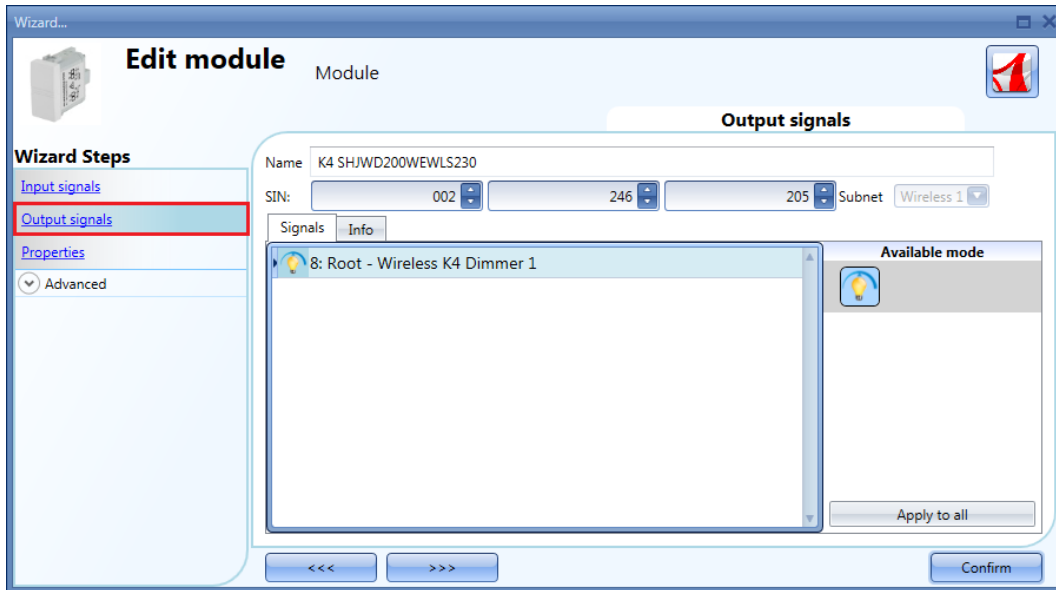 Wizard...
Edit module
Module
Output signals
Wizard Steps
Input signals
Output signals
Properties
Advanced
Name K4 SHJWD200WEWLS230
SIN: 002 246 205 Subnet Wireless 1
Signals Info
8: Root - Wireless K4 Dimmer 1
Available mode
Apply to all
<<< >>> Confirm